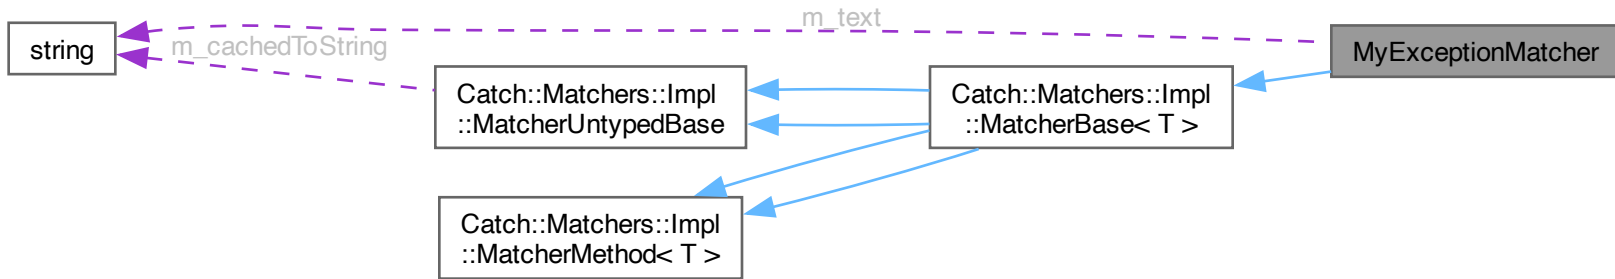 m_text
string
m_cachedToString
MyExceptionMatcher
Catch::Matchers::Impl
::MatcherUntypedBase
Catch::Matchers::Impl
::MatcherBase< T >
Catch::Matchers::Impl
::MatcherMethod< T >